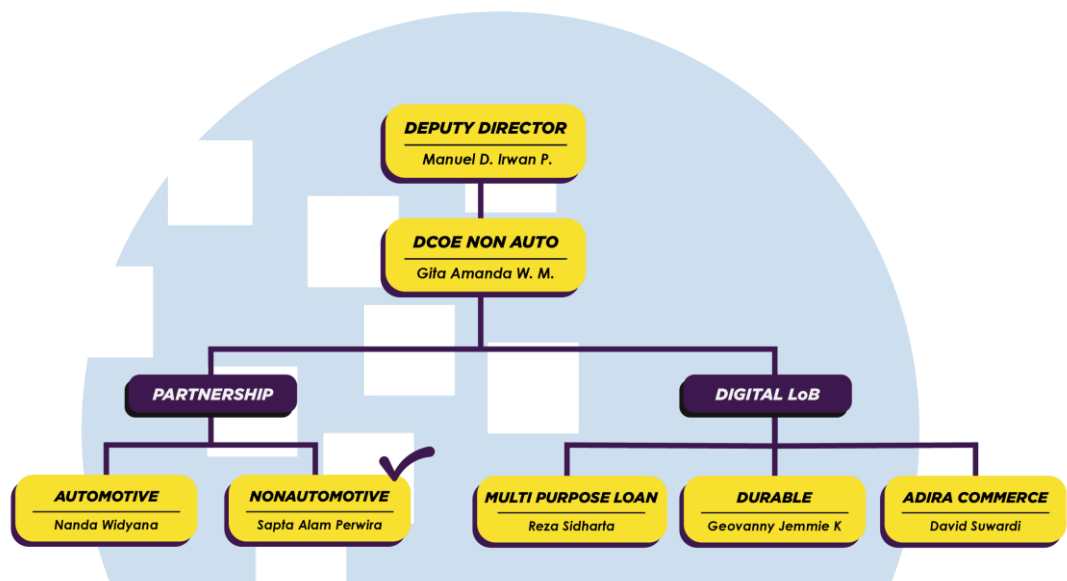 DEPUTY DIRECTOR
Manuel D. Irwan P.
DCOE NON AUTO
Gita Amanda W. M.
PARTNERSHIP
DIGITAL LoB
AUTOMOTIVE
Nanda Widyana
NONAUTOMOTIVE
Sapta Alam Perwira
MULTI PURPOSE LOAN
Reza Sidharta
DURABLE
Geovanny Jemmie K
ADIRA COMMERCE
David Suwardi